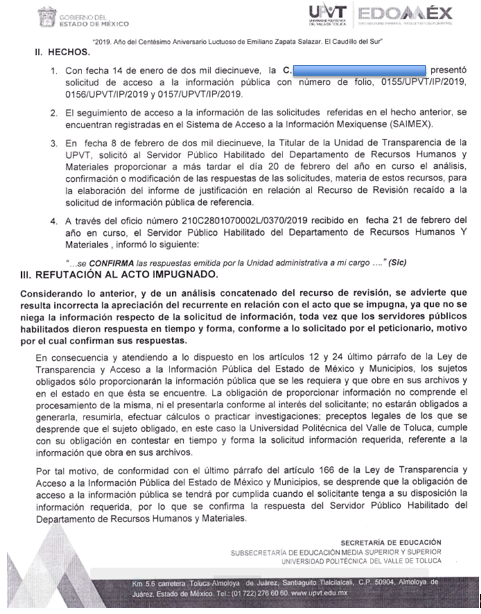 GOBIERNO DEL
ESTADO DE MÉXICO
UPVT
EDOMÉX
"2019. Año del Centésimo Aniversario Luctuoso de Emiliano Zapata Salazar. El Caudillo del Sur"
II. HECHOS.
1. Con fecha 14 de enero de dos mil diecinueve, la C. presentó
solicitud de acceso a la información pública con número de folio, 0155/UPVT/IP/2019,
0156/UPVT/IP/2019 y 0157/UPVT/IP/2019.
2. El seguimiento de acceso a la información de las solicitudes referidas en el hecho anterior, se
encuentran registradas en el Sistema de Acceso a la Información Mexiquense (SAIMEX).
3. En fecha 8 de febrero de dos mil diecinueve, la Titular de la Unidad de Transparencia de la
UPVT, solicitó al Servidor Público Habilitado del Departamento de Recursos Humanos y
Materiales proporcionar a más tardar el día 20 de febrero del año en curso el análisis,
confirmación o modificación de las respuestas de las solicitudes, materia de estos recursos, para
la elaboración del informe de justificación en relación al Recurso de Revisión recaído a la
solicitud de información pública de referencia.
4. A través del oficio número 210C2801070002L/0370/2019 recibido en fecha 21 de febrero del
año en curso, el Servidor Público Habilitado del Departamento de Recursos Humanos Y
Materiales , informó lo siguiente:
"…se CONFIRMA las respuestas emitida por la Unidad administrativa a mi cargo …." (Sic)
III. REFUTACIÓN AL ACTO IMPUGNADO.
Considerando lo anterior, y de un análisis concatenado del recurso de revisión, se advierte que
resulta incorrecta la apreciación del recurrente en relación con el acto que se impugna, ya que no se
niega la información respecto de la solicitud de información, toda vez que los servidores públicos
habilitados dieron respuesta en tiempo y forma, conforme a lo solicitado por el peticionario, motivo
por el cual confirman sus respuestas.
En consecuencia y atendiendo a lo dispuesto en los artículos 12 y 24 último párrafo de la Ley de
Transparencia y Acceso a la Información Pública del Estado de México y Municipios, los sujetos
obligados sólo proporcionarán la información pública que se les requiera y que obre en sus archivos y
en el estado en que ésta se encuentre. La obligación de proporcionar información no comprende el
procesamiento de la misma, ni el presentarla conforme al interés del solicitante; no estarán obligados a
generarla, resumirla, efectuar cálculos o practicar investigaciones; preceptos legales de los que se
desprende que el sujeto obligado, en este caso la Universidad Politécnica del Valle de Toluca, cumple
con su obligación en contestar en tiempo y forma la solicitud información requerida, referente a la
información que obra en sus archivos.
Por tal motivo, de conformidad con el último párrafo del artículo 166 de la Ley de Transparencia y
Acceso a la Información Pública del Estado de México y Municipios, se desprende que la obligación de
acceso a la información pública se tendrá por cumplida cuando el solicitante tenga a su disposición la
información requerida, por lo que se confirma la respuesta del Servidor Público Habilitado del
Departamento de Recursos Humanos y Materiales.
SECRETARÍA DE EDUCACIÓN
SUBSECRETARÍA DE EDUCACIÓN MEDIA SUPERIOR Y SUPERIOR
UNIVERSIDAD POLITÉCNICA DEL VALLE DE TOLUCA
Km 5.6 carretera Toluca-Almoloya de Juárez, Santiaguito Tlalcilalcali, C.P. 50904, Almoloya de
Juárez, Estado de México. Tel.: (01 722) 276 60 60. www.upvt.edu.mx